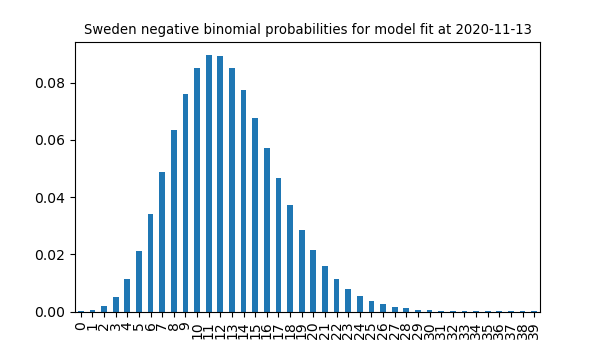 Sweden negative binomial probabilities for model fit at 2020-11-13
0.08
0.06
0.04
0.02
0.00
0 1 2 3 4 5 6 7 8 9 10 11 12 13 14 15 16 17 18 19 20 21 22 23 24 25 26 27 28 29 30 31 32 33 34 35 36 37 38 39